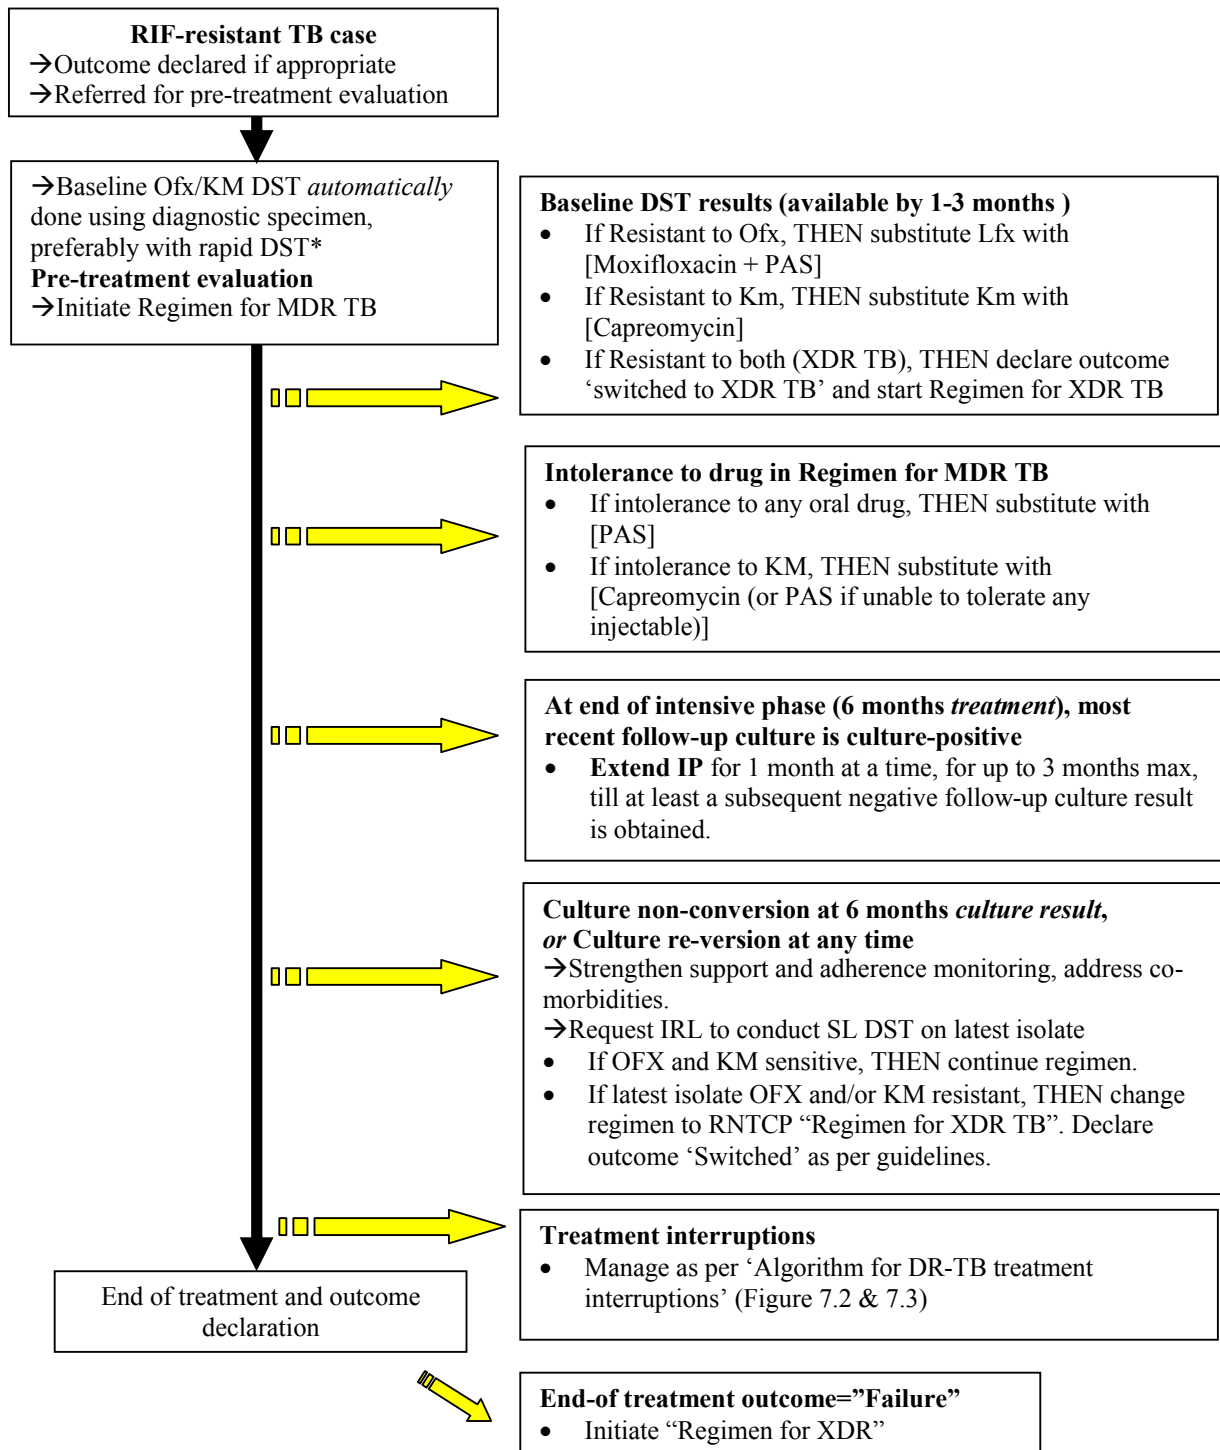 RIF-resistant TB case
→Outcome declared if appropriate
→Referred for pre-treatment evaluation
→Baseline Ofx/KM DST automatically
done using diagnostic specimen,
preferably with rapid DST*
Pre-treatment evaluation
→Initiate Regimen for MDR TB
Baseline DST results (available by 1-3 months )
• If Resistant to Ofx, THEN substitute Lfx with
[Moxifloxacin + PAS]
• If Resistant to Km, THEN substitute Km with
[Capreomycin]
• If Resistant to both (XDR TB), THEN declare outcome
‘switched to XDR TB’ and start Regimen for XDR TB
Intolerance to drug in Regimen for MDR TB
• If intolerance to any oral drug, THEN substitute with
[PAS]
• If intolerance to KM, THEN substitute with
[Capreomycin (or PAS if unable to tolerate any
injectable)]
At end of intensive phase (6 months treatment), most
recent follow-up culture is culture-positive
• Extend IP for 1 month at a time, for up to 3 months max,
till at least a subsequent negative follow-up culture result
is obtained.
Culture non-conversion at 6 months culture result,
or Culture re-version at any time
→Strengthen support and adherence monitoring, address co-
morbidities.
→Request IRL to conduct SL DST on latest isolate
• If OFX and KM sensitive, THEN continue regimen.
• If latest isolate OFX and/or KM resistant, THEN change
regimen to RNTCP “Regimen for XDR TB”. Declare
outcome ‘Switched’ as per guidelines.
Treatment interruptions
• Manage as per ‘Algorithm for DR-TB treatment
interruptions’ (Figure 7.2 & 7.3)
End of treatment and outcome
declaration
End-of treatment outcome=”Failure”
• Initiate “Regimen for XDR”